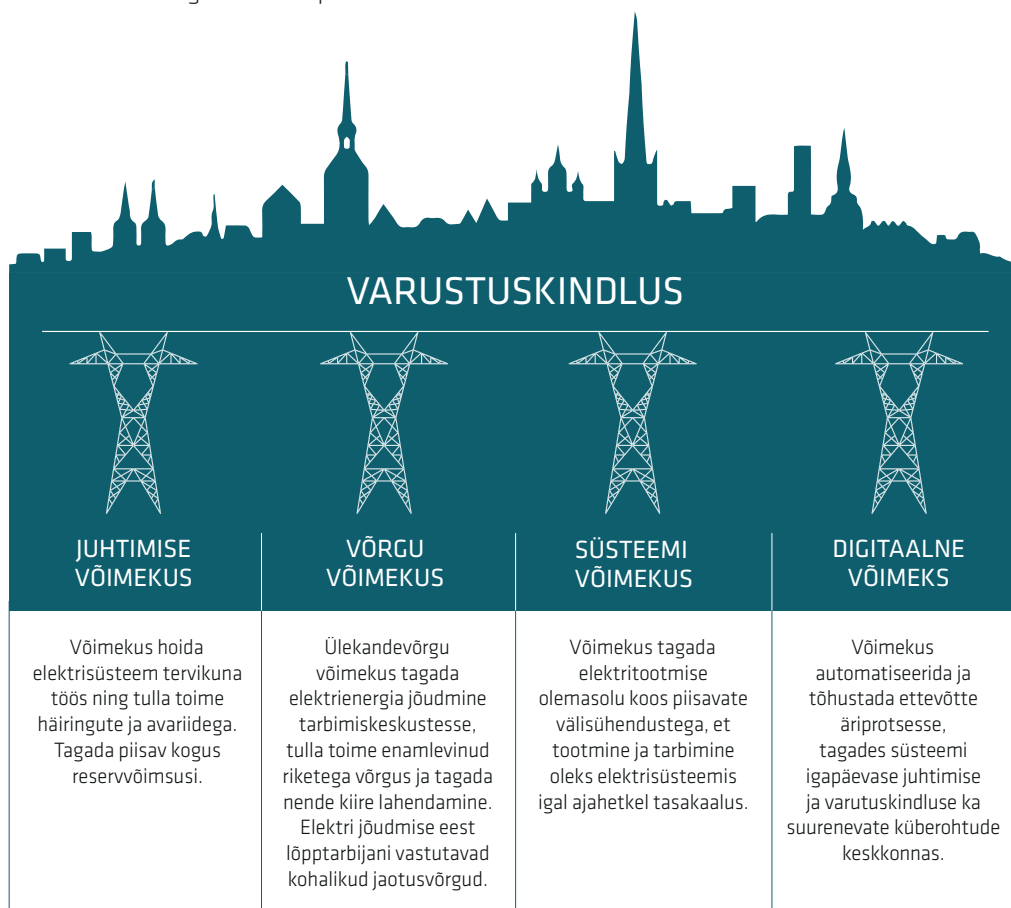 VARUSTUSKINDLUS
JUHTIMISE
VÕIMEKUS
Võimekus hoida
elektrisüsteem tervikuna
töös ning tulla toime
häiringute ja avariidega.
Tagada piisav kogus
reservvõimsusi.
VÕRGU
VÕIMEKUS
Ülekandevõrgu
võimekus tagada
elektrienergia jõudmine
tarbimiskeskustesse,
tulla toime enamlevinud
riketega võrgus ja tagada
nende kiire lahendamine.
Elektri jõudmise eest
lõpptarbijani vastutavad
kohalikud jaotusvõrgud.
SÜSTEEMI
VÕIMEKUS
Võimekus tagada
elektritootmise
olemasolu koos piisavate
välisühendustega, et
tootmine ja tarbimine
oleks elektrisüsteemis
igal ajahetkel tasakaalus.
DIGITAALNE
VÕIMEKS
Võimekus
automatiseerida ja
tõhustada ettevõtte
äriprotsesse,
tagades süsteemi
igapäevase juhtimise
ja varutuskindluse ka
suurenevate küberohtude
keskkonnas.